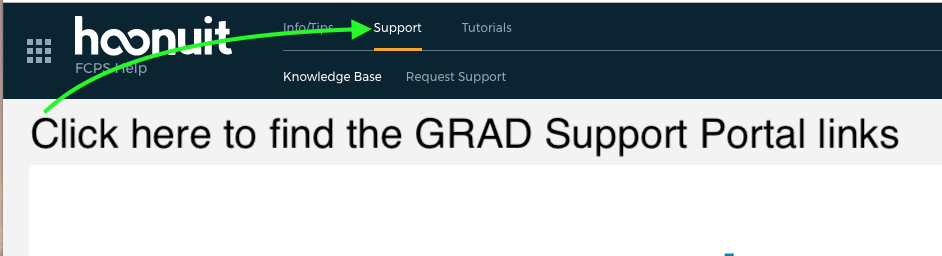 hoonuit
FCPS Help
Info/Tips
Support
Tutorials
Knowledge Base
Request Support
Click here to find the GRAD Support Portal links